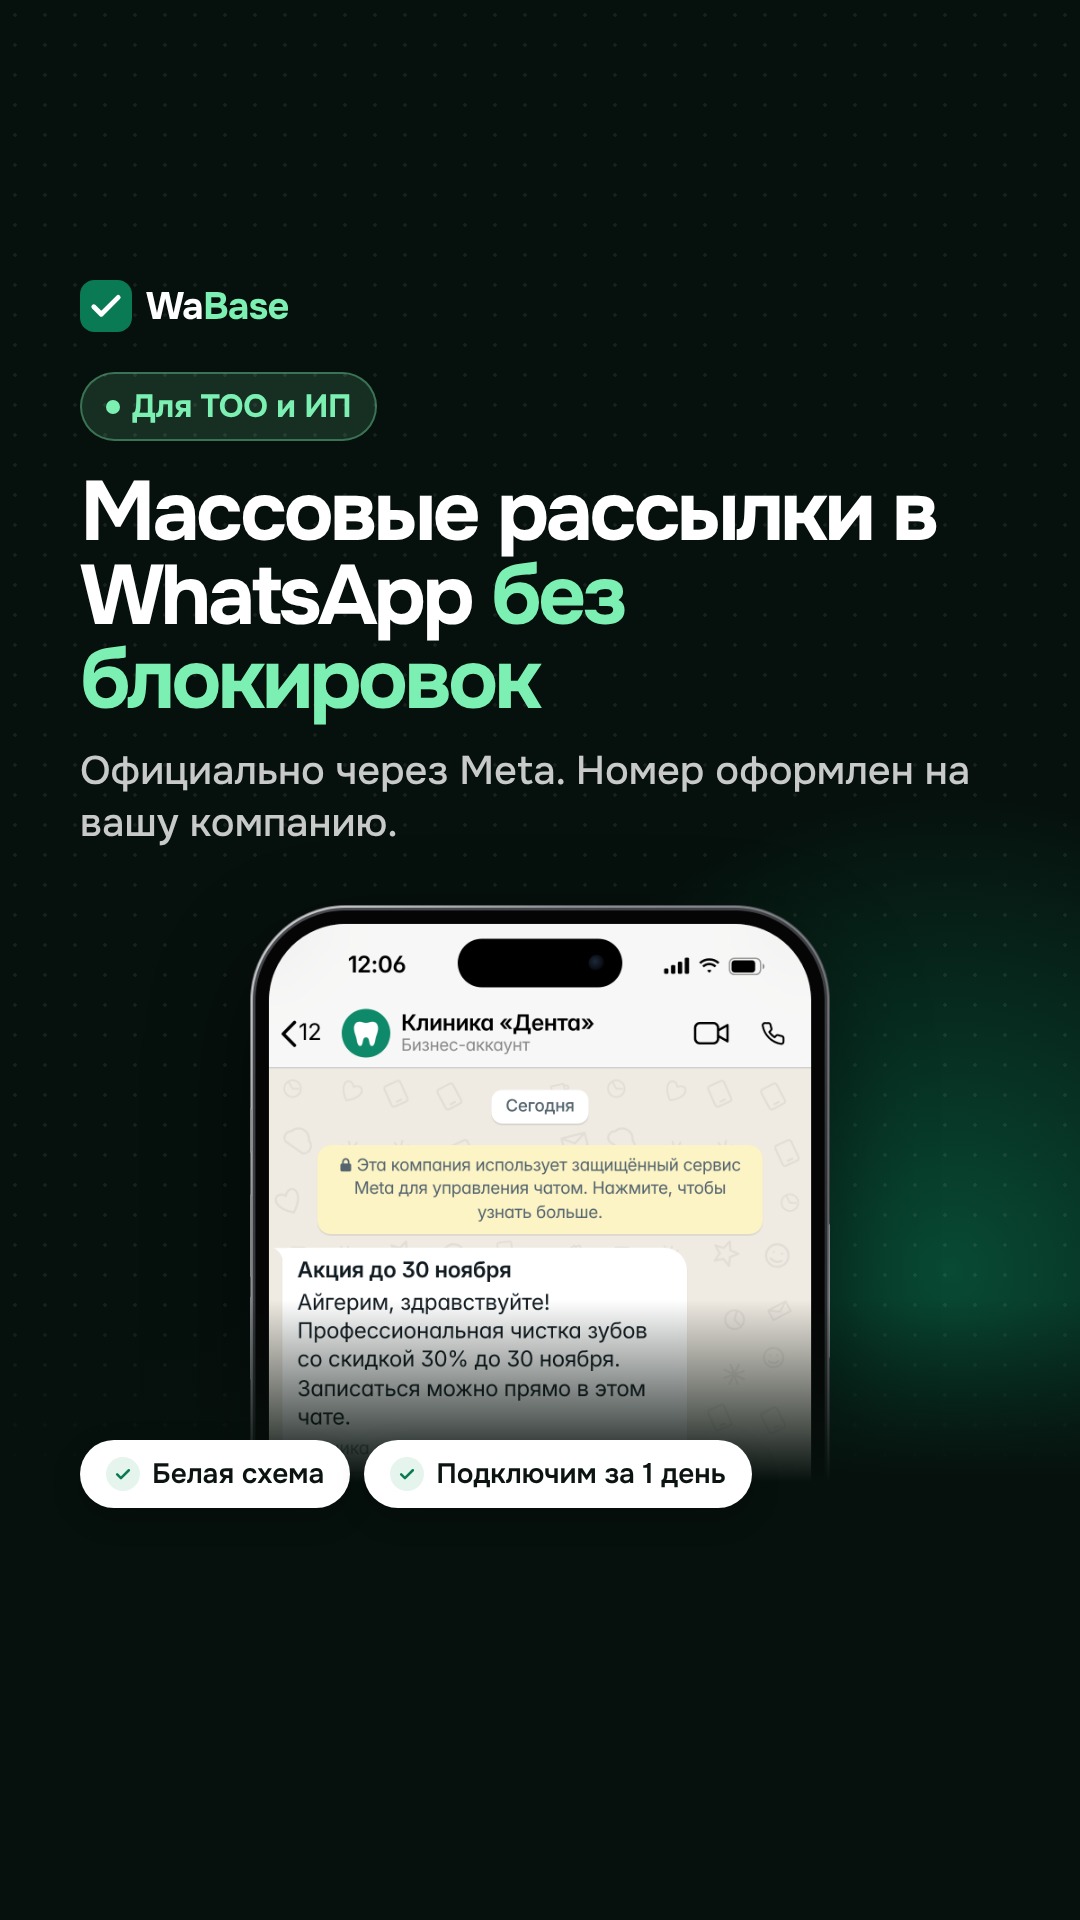 WaBase
Для ТОО и ИП
Массовые рассылки в
WhatsApp без
блокировок
Официально через Meta. Номер оформлен на
вашу компанию.
12:06
12
Клиника «Дента»
Бизнес-аккаунт
Сегодня
Эта компания использует защищённый сервис
Meta для управления чатом. Нажмите, чтобы
узнать больше.
Акция до 30 ноября
Айгерим, здравствуйте!
Профессиональная чистка зубов
со скидкой 30% до 30 ноября.
Записаться можно прямо в этом
чате.
Белая схема
Подключим за 1 день